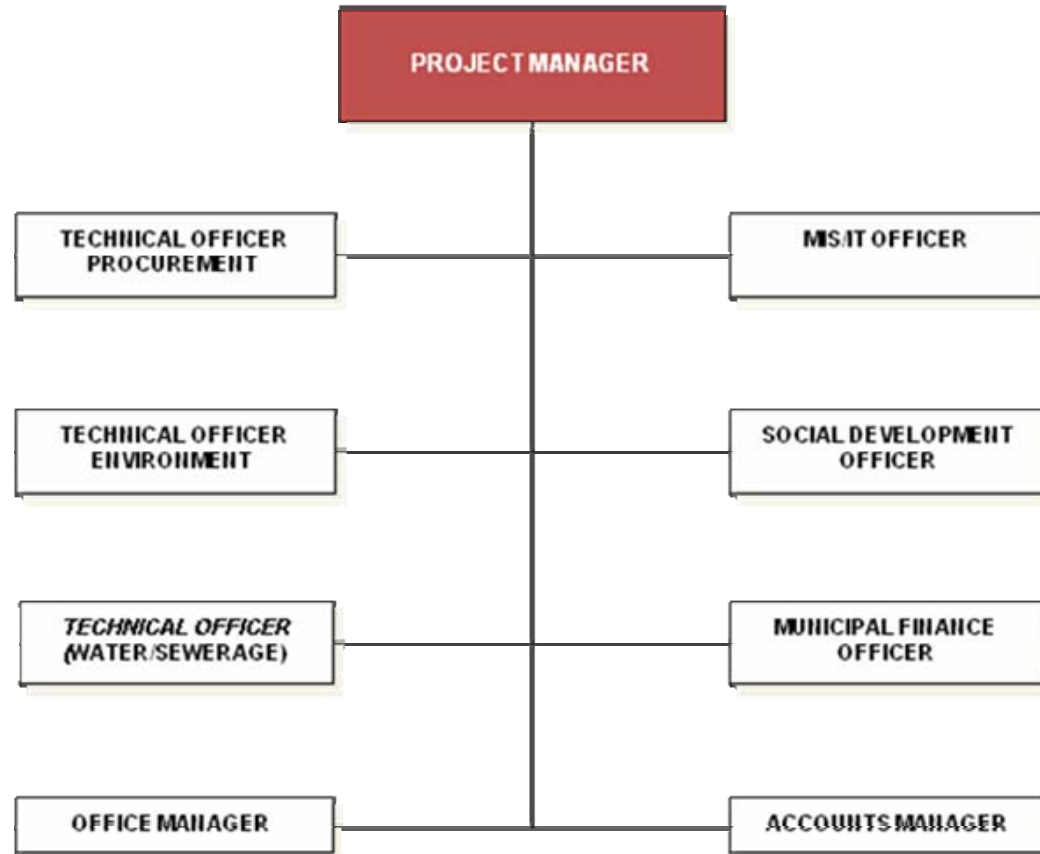 PROJECT MANAGER
TECHNICAL OFFICER
PROCUREMENT
MIS/IT OFFICER
TECHNICAL OFFICER
ENVIRONMENT
SOCIAL DEVELOPMENT
OFFICER
TECHNICAL OFFICER
(WATER/SEWERAGE)
MUNICIPAL FINANCE
OFFICER
OFFICE MANAGER
ACCOUNTS MANAGER